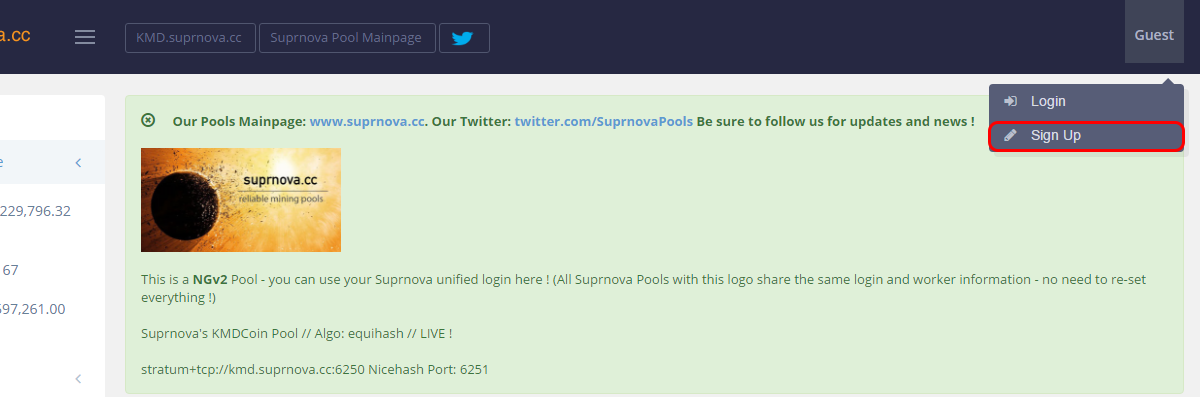 a.cc
KMD.suprnova.cc
Suprnova Pool Mainpage
Guest
Login
Sign Up
Our Pools Mainpage: www.suprnova.cc. Our Twitter: twitter.com/SuprnovaPools Be sure to follow us for updates and news !
suprnova.cc
reliable mining pools
e
229,796.32
67
597,261.00
This is a NGv2 Pool - you can use your Suprnova unified login here ! (All Suprnova Pools with this logo share the same login and worker information - no need to re-set
everything !)
Suprnova's KMDCoin Pool // Algo: equihash // LIVE !
stratum+tcp://kmd.suprnova.cc:6250 Nicehash Port: 6251